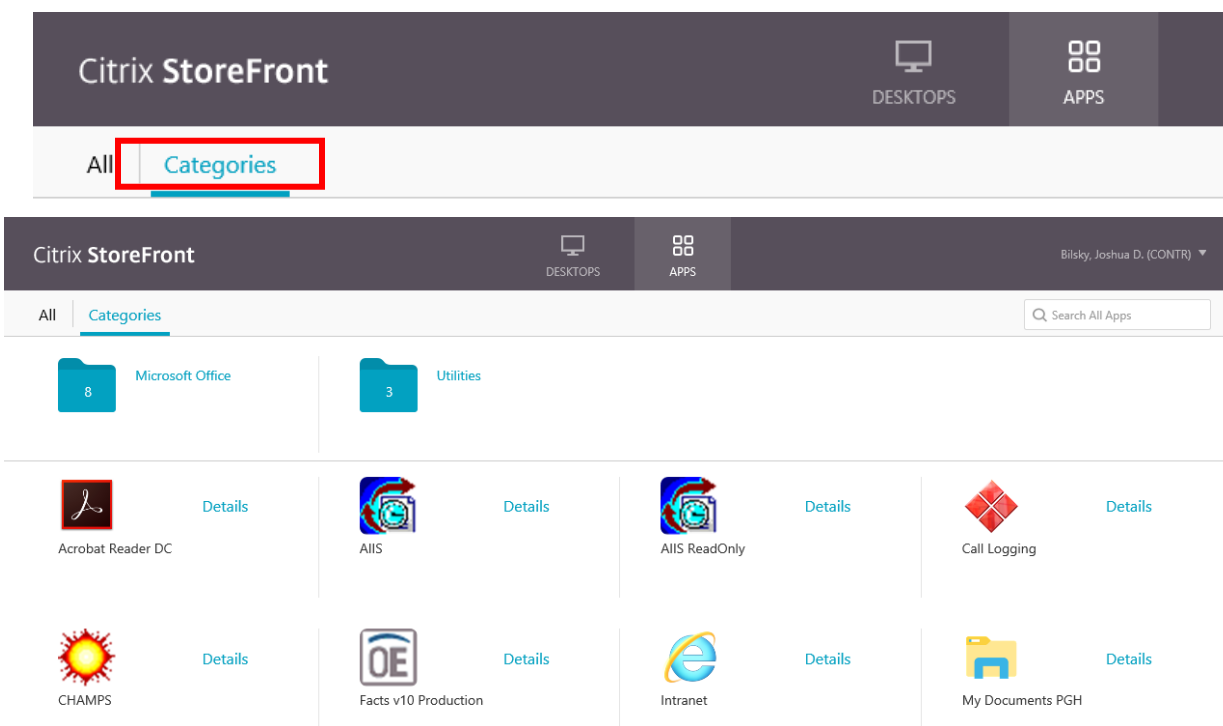 Citrix StoreFront
DESKTOPS
APPS
All
Categories
Citrix StoreFront
DESKTOPS
APPS
Bilsky, Joshua D. (CONTR)
All
Categories
Search All Apps
8
Microsoft Office
3
Utilities
Details
Details
Details
Details
Acrobat Reader DC
AIIS
AIIS ReadOnly
Call Logging
OE
Details
Details
Details
Details
CHAMPS
Facts v10 Production
Intranet
My Documents PGH